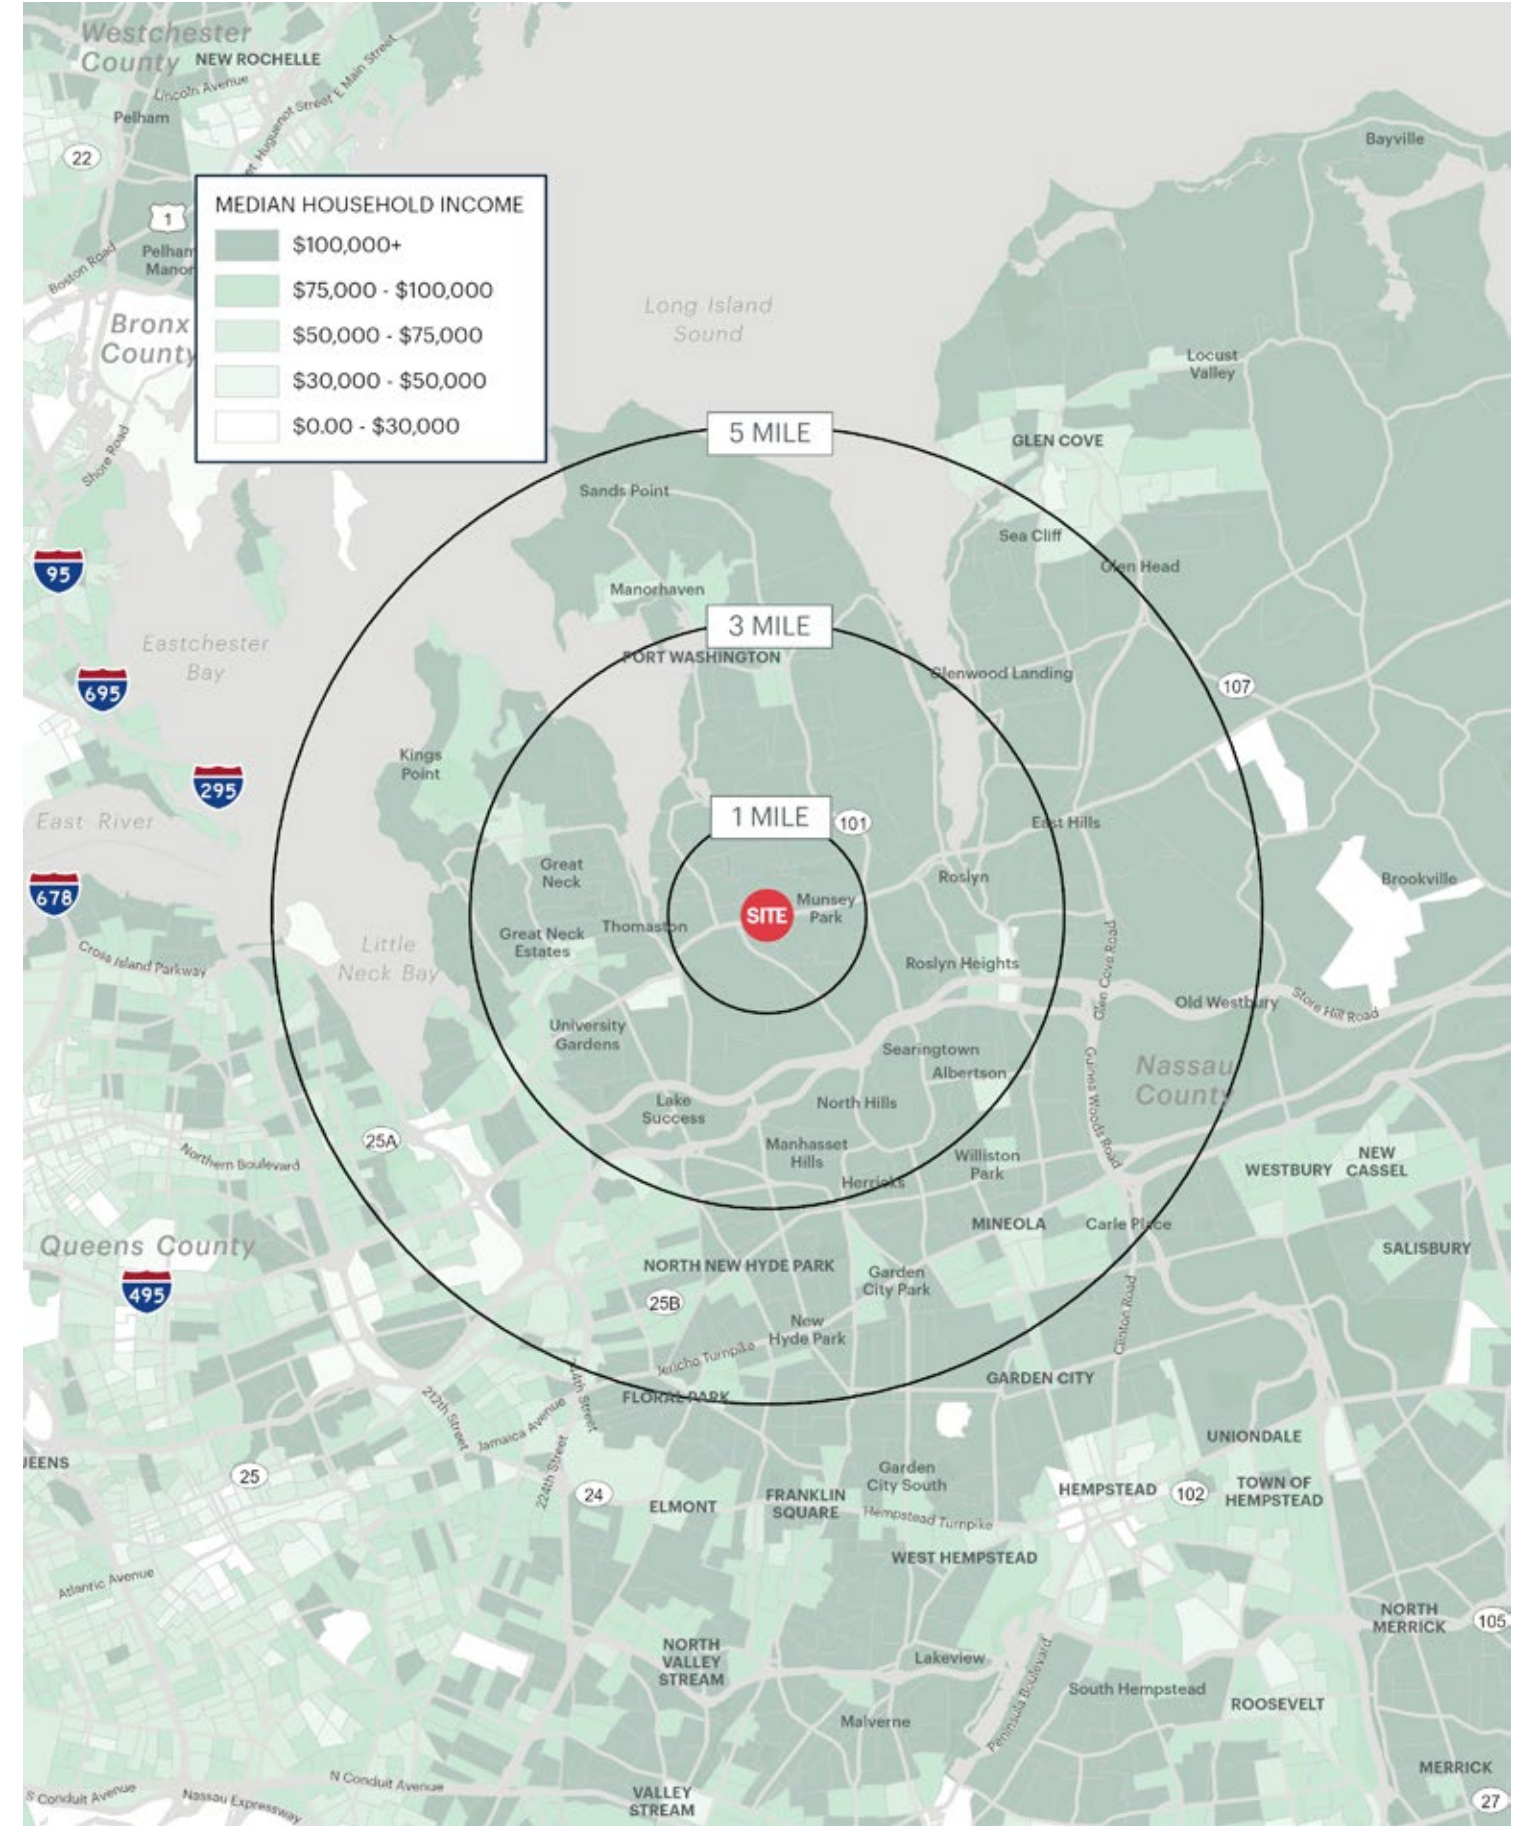 Westchester
County
NEW ROCHELLE
Lincoln Avenue
E Main Street
Huguenot Street
Pelham
22
1
Pelham
Manor
Boston Road
Bronx
County
Shore Road
MEDIAN HOUSEHOLD INCOME
$100,000+
$75,000 - $100,000
$50,000 - $75,000
$30,000 - $50,000
$0.00 - $30,000
Long Island
Sound
Bayville
Locust
Valley
GLEN COVE
5 MILE
Sands Point
Sea Cliff
Glen Head
95
Manorhaven
3 MILE
PORT WASHINGTON
Eastchester
Bay
Glenwood Landing
695
107
Kings
Point
295
East River
1 MILE
101
East Hills
678
Great
Neck
Roslyn
Brookville
SITE
Munsey
Park
Thomaston
Great Neck
Estates
Little
Neck Bay
Cross Island Parkway
Roslyn Heights
Glen Cove Road
Old Westbury
Store Hill Road
University
Gardens
Searingtown
Albertson
Guinea Woods Road
Nassau
County
Lake
Success
North Hills
25A
Northern Boulevard
Manhasset
Hills
Herricks
Williston
Park
WESTBURY
NEW
CASSEL
MINEOLA
Carle Place
Queens County
SALISBURY
NORTH NEW HYDE PARK
Garden
City Park
495
25B
New
Hyde Park
Clinton Road
Jericho Turnpike
FLORAL PARK
GARDEN CITY
212th Street
Jamaica Avenue
224th Street
UNIONDALE
25
24
ELMONT
FRANKLIN
SQUARE
Garden
City South
Hempstead Turnpike
HEMPSTEAD
102
TOWN OF
HEMPSTEAD
WEST HEMPSTEAD
Atlantic Avenue
NORTH
MERRICK
105
NORTH
VALLEY
STREAM
Lakeview
Peninsula Boulevard
South Hempstead
ROOSEVELT
Malverne
MERRICK
S Conduit Avenue
Nassau Expressway
N Conduit Avenue
VALLEY
STREAM
27